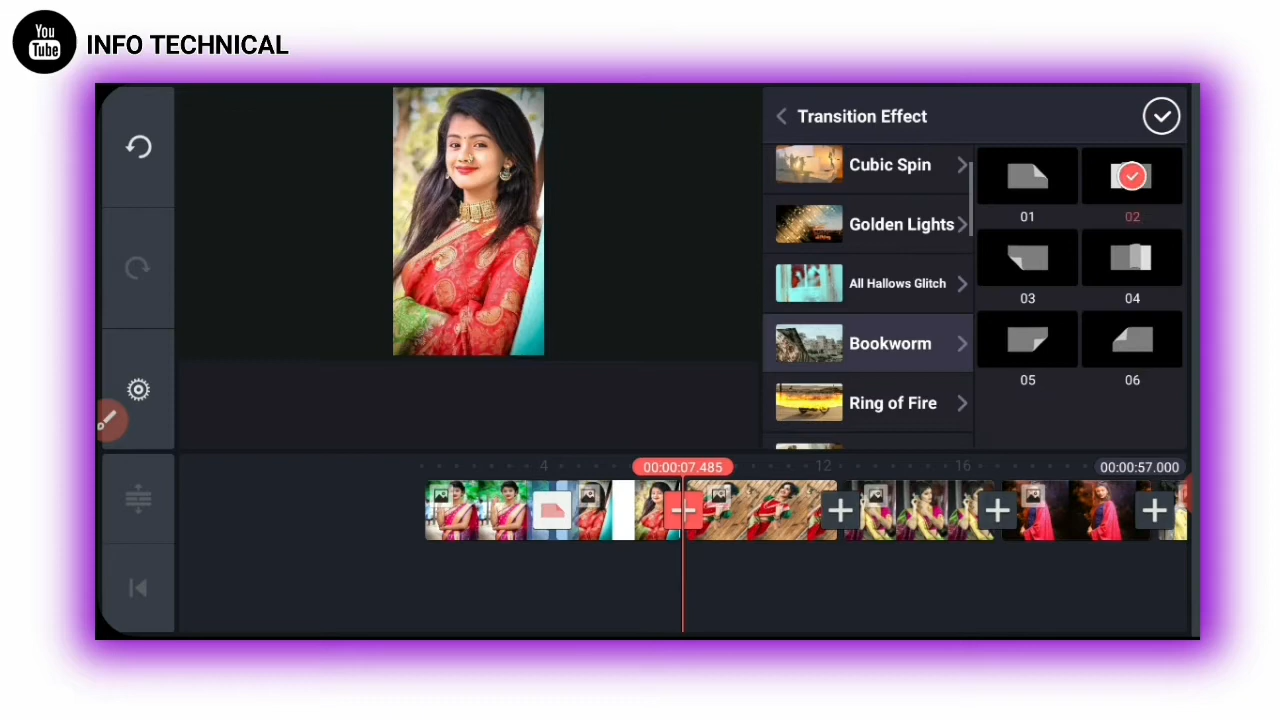 You
Tube
INFO TECHNICAL
Transition Effect
Cubic Spin
Golden Lights
All Hallows Glitch
Bookworm
Ring of Fire
01
02
03
04
05
06
4
00:00:07.485
12
16
00:00:57.000